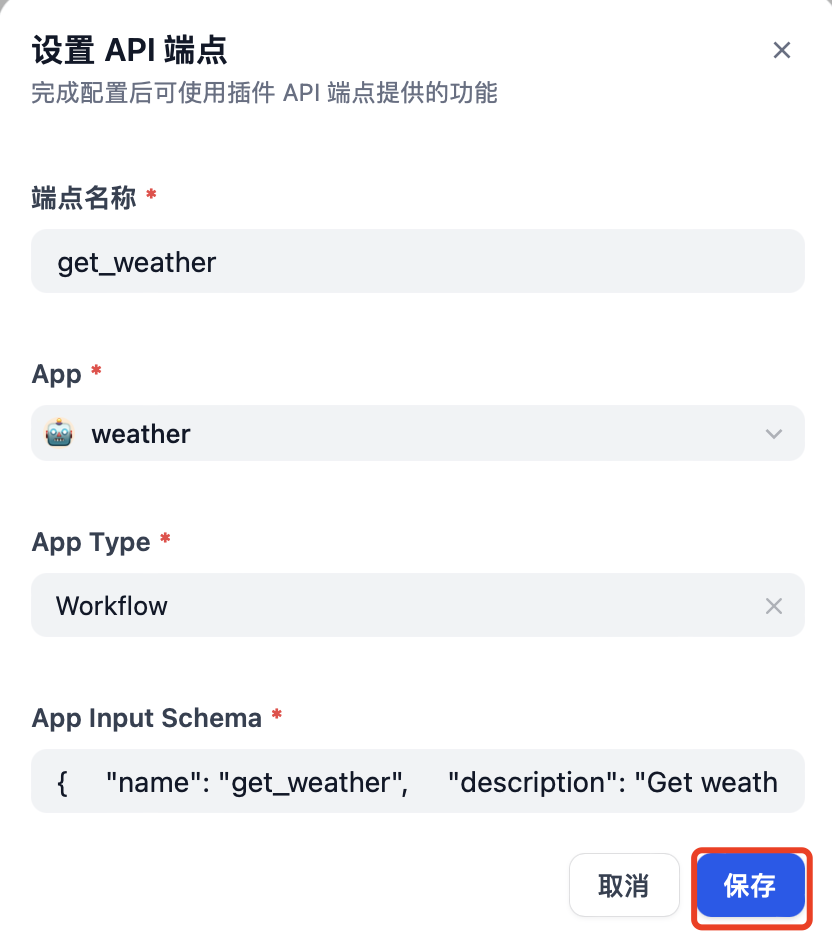 设置 API 端点
完成配置后可使用插件 API 端点提供的功能
端点名称 *
get_weather
App *
weather
App Type *
Workflow
App Input Schema *
{ "name": "get_weather", "description": "Get weath
取消 保存